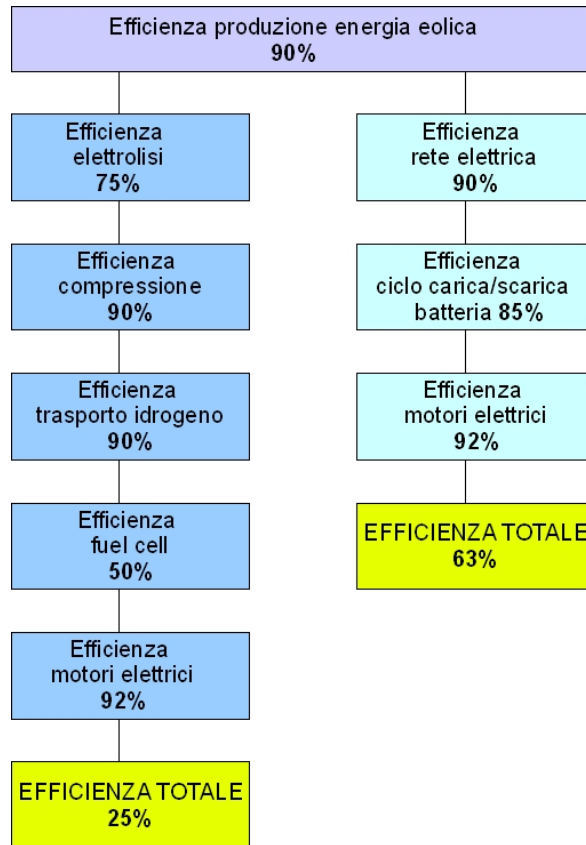 Efficienza produzione energia eolica
90%
Efficienza
elettrolisi
75%
Efficienza
compressione
90%
Efficienza
trasporto idrogeno
90%
Efficienza
fuel cell
50%
Efficienza
motori elettrici
92%
EFFICIENZA TOTALE
25%
Efficienza
rete elettrica
90%
Efficienza
ciclo carica/scarica
batteria 85%
Efficienza
motori elettrici
92%
EFFICIENZA TOTALE
63%